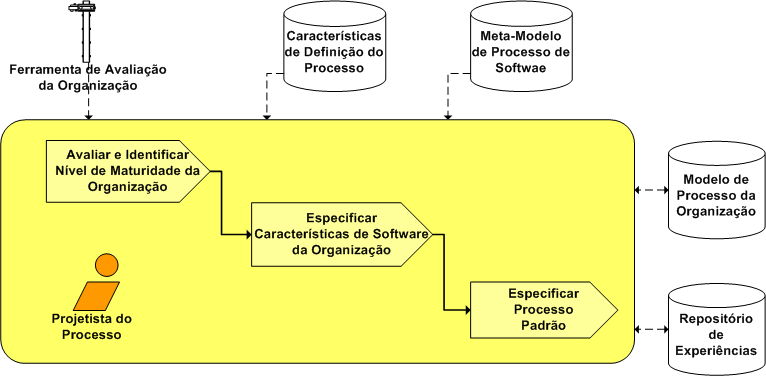 Ferramenta de Avaliação
da Organização
Características
de Definição do
Processo
Meta-Modelo
de Processo de
Softwae
Avaliar e Identificar
Nível de Maturidade da
Organização
Especificar
Características de Software
da Organização
Especificar
Processo
Padrão
Projetista do
Processo
Modelo de
Processo da
Organização
Repositório
de
Experiências